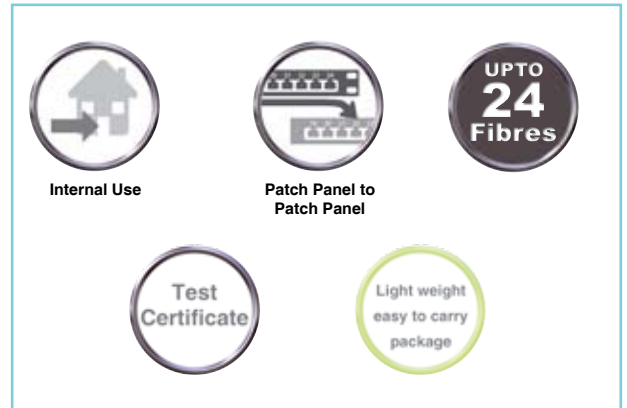 UPTO
24
Fibres
Internal Use
Patch Panel to
Patch Panel
Test
Certificate
Light weight
easy to carry
package